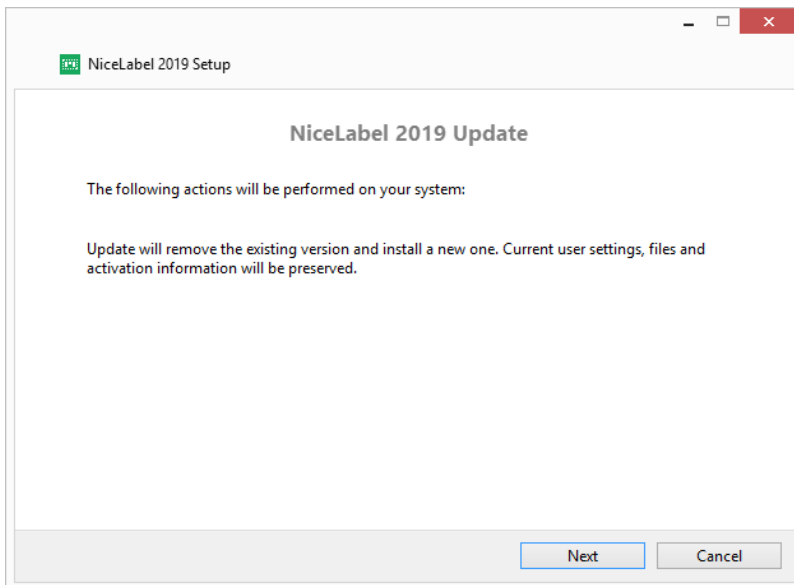 NiceLabel 2019 Setup
NiceLabel 2019 Update
The following actions will be performed on your system:
Update will remove the existing version and install a new one. Current user settings, files and
activation information will be preserved.
Next Cancel